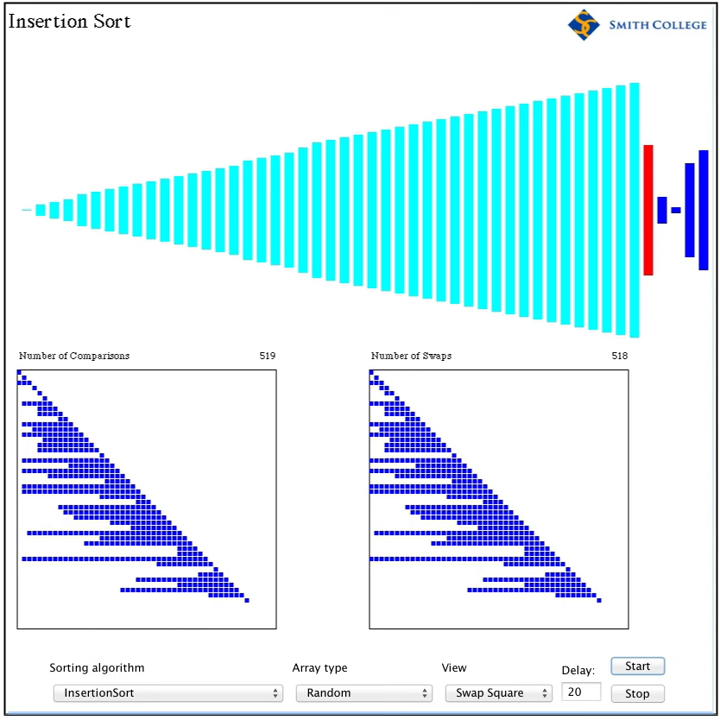 Insertion Sort
SMITH COLLEGE
Number of Comparisons 519
Number of Swaps 518
Sorting algorithm
Array type
View
Delay:
Start
InsertionSort
Random
Swap Square
20
Stop